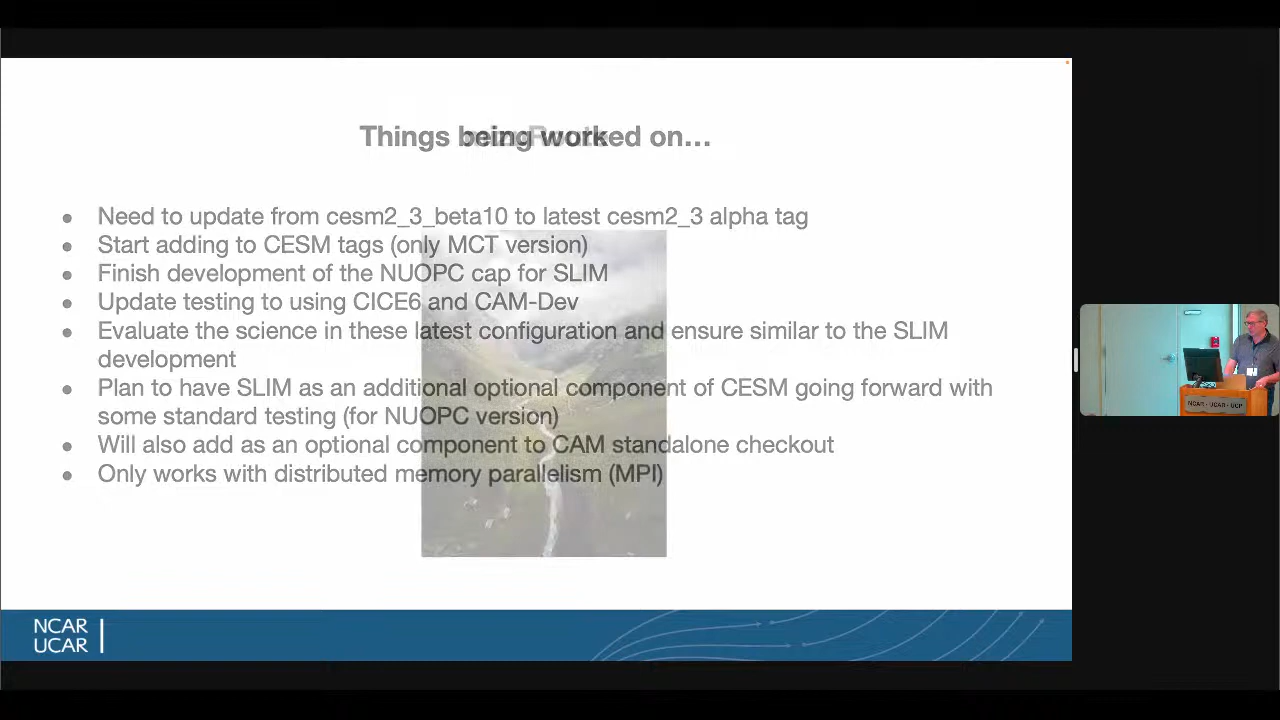 Things being worked on...
● Need to update from cesm2_3_beta10 to latest cesm2_3 alpha tag
● Start adding to CESM tags (only MCT version)
● Finish development of the NUOPC cap for SLIM
● Update testing to using CICE6 and CAM-Dev
● Evaluate the science in these latest configuration and ensure similar to the SLIM
development
● Plan to have SLIM as an additional optional component of CESM going forward with
some standard testing (for NUOPC version)
● Will also add as an optional component to CAM standalone checkout
● Only works with distributed memory parallelism (MPI)
NCAR
UCAR
NCAR - UCAR - UCP